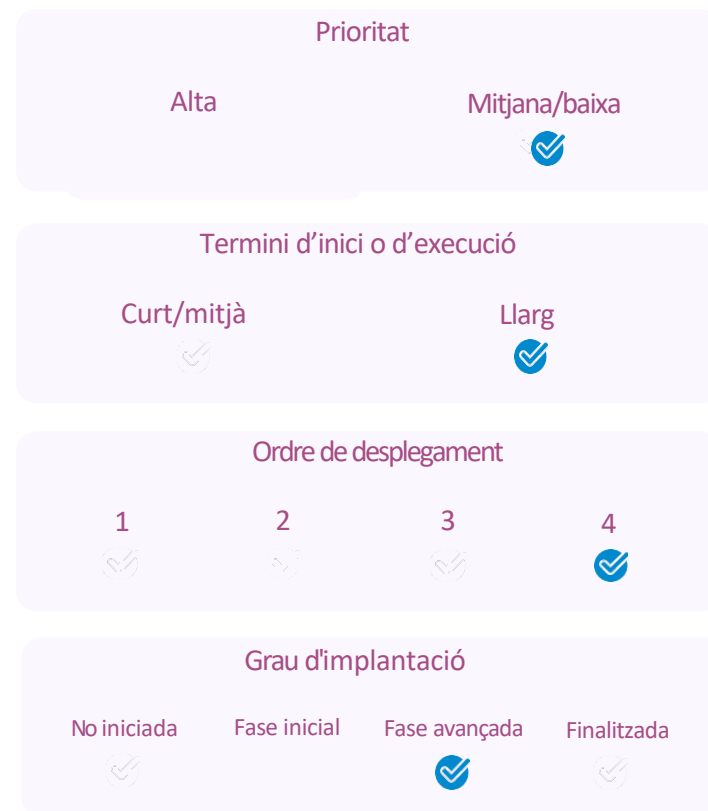 Prioritat
Alta Mitjana/baixa
Termini d’inici o d’execució
Curt/mitjà Llarg
Ordre de desplegament
1 2 3 4
Grau d'implantació
No iniciada Fase inicial Fase avançada Finalitzada